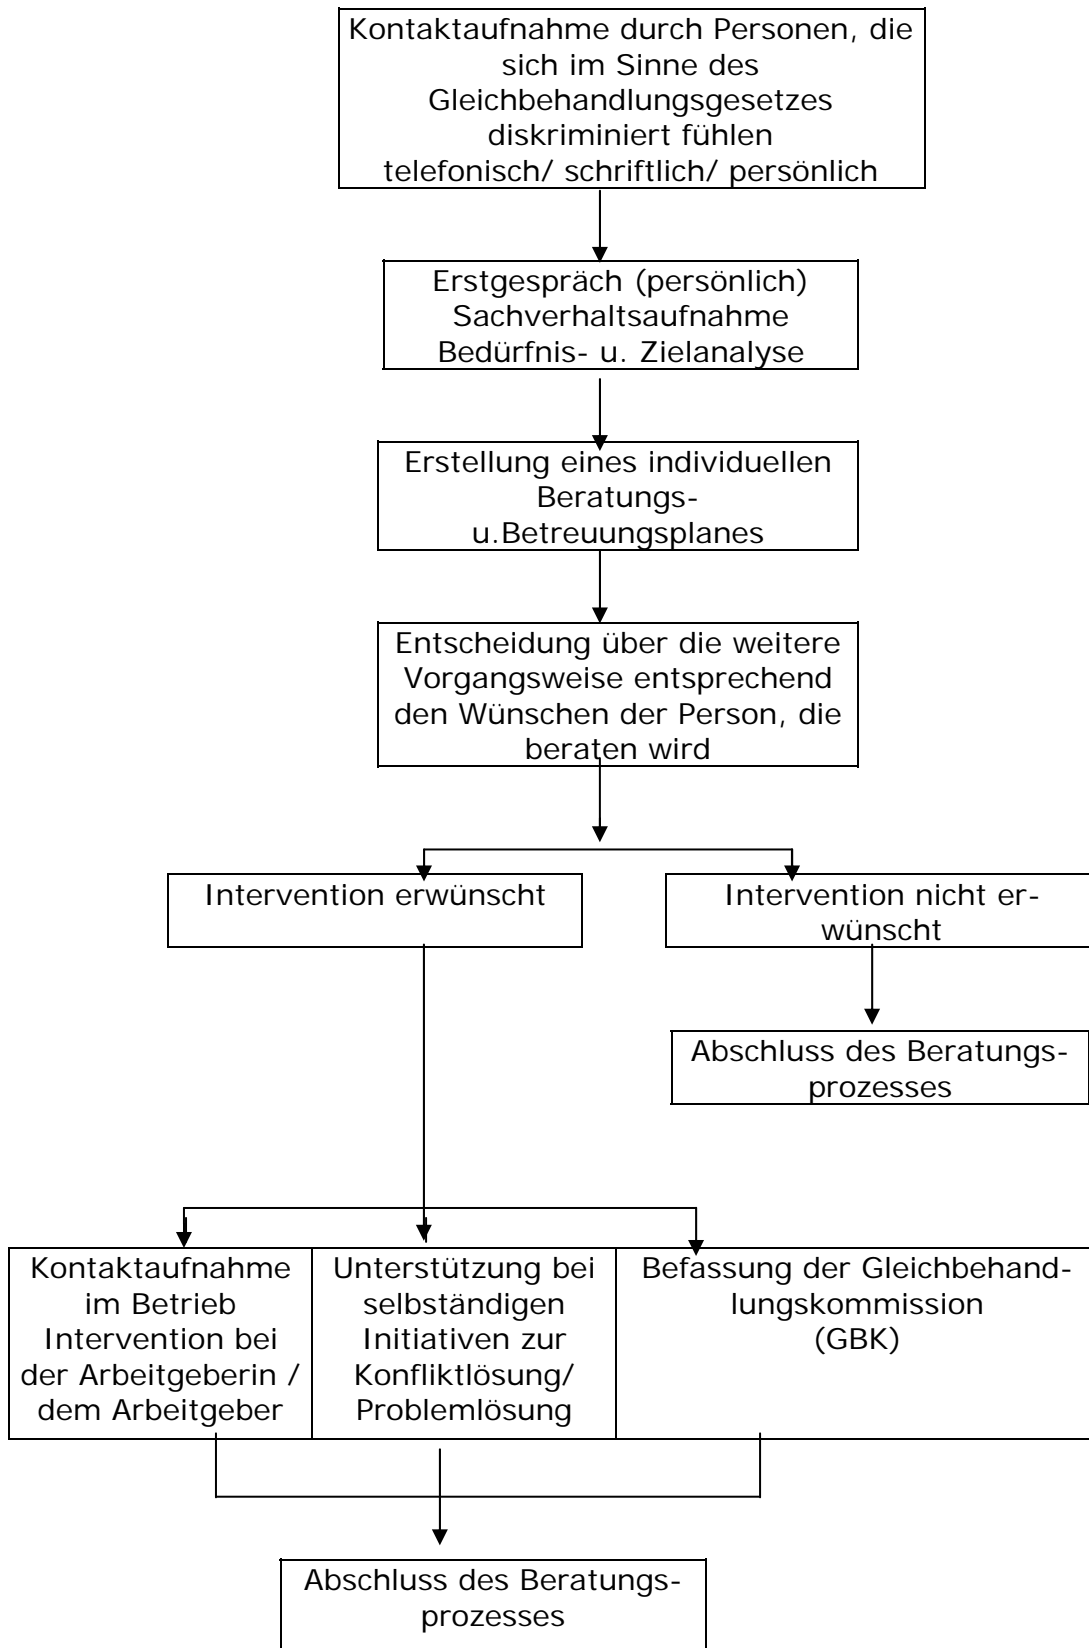 Kontaktaufnahme durch Personen, die
sich im Sinne des
Gleichbehandlungsgesetzes
diskriminiert fühlen
telefonisch/ schriftlich/ persönlich
Erstgespräch (persönlich)
Sachverhaltsaufnahme
Bedürfnis- u. Zielanalyse
Erstellung eines individuellen
Beratungs-
u.Betreuungsplanes
Entscheidung über die weitere
Vorgangsweise entsprechend
den Wünschen der Person, die
beraten wird
Intervention erwünscht
Intervention nicht er-
wünscht
Abschluss des Beratungs-
prozesses
Kontaktaufnahme
im Betrieb
Intervention bei
der Arbeitgeberin /
dem Arbeitgeber
Unterstützung bei
selbständigen
Initiativen zur
Konfliktlösung/
Problemlösung
Befassung der Gleichbehand-
lungskommission
(GBK)
Abschluss des Beratungs-
prozesses